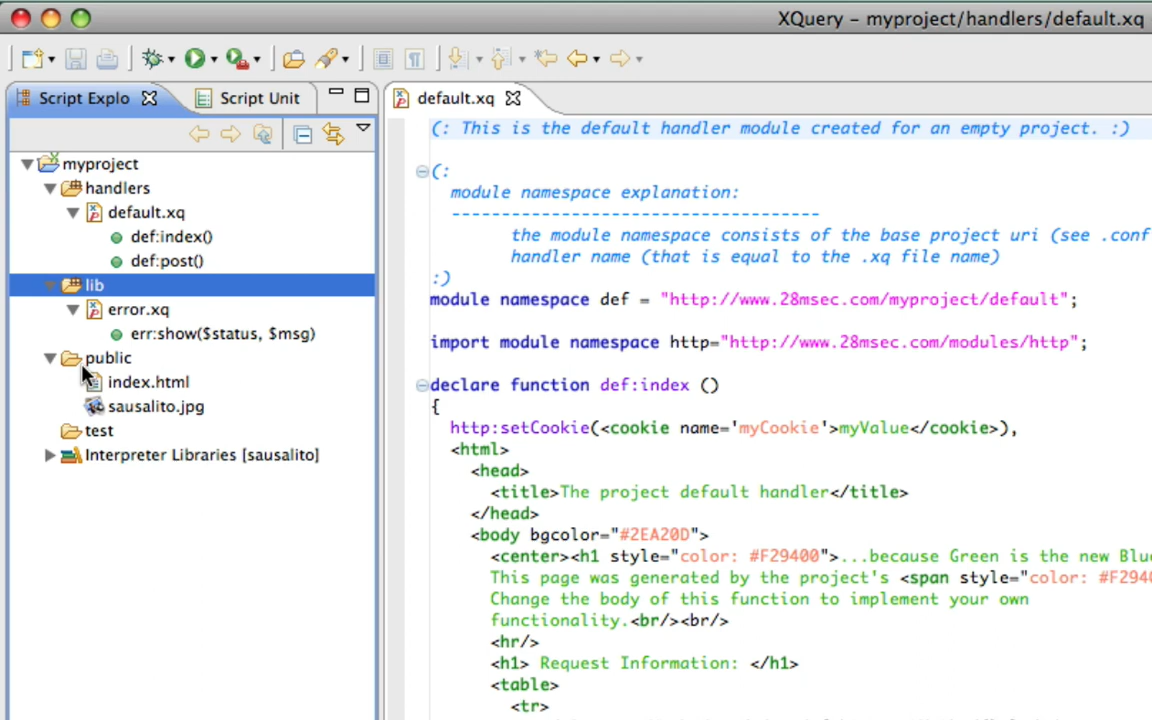 XQuery - myproject/handlers/default.xq
Script Explo
Script Unit
default.xq
myproject
handlers
default.xq
def:index()
def:post()
lib
error.xq
err:show($status, $msg)
public
index.html
sausalito.jpg
test
Interpreter Libraries [sausalito]
(: This is the default handler module created for an empty project. :)
(:
module namespace explanation:
-------------------------------------
the module namespace consists of the base project uri (see .conf
handler name (that is equal to the .xq file name)
:)
module namespace def = "http://www.28msec.com/myproject/default";
import module namespace http="http://www.28msec.com/modules/http";
declare function def:index ()
{
http:setCookie(<cookie name='myCookie'>myValue</cookie>),
<html>
<head>
<title>The project default handler</title>
</head>
<body bgcolor="#2EA20D">
<center><h1 style="color: #F29400">...because Green is the new Blue
This page was generated by the project's <span style="color: #F2940
Change the body of this function to implement your own
functionality.<br/><br/>
<hr/>
<h1> Request Information: </h1>
<table>
<tr>